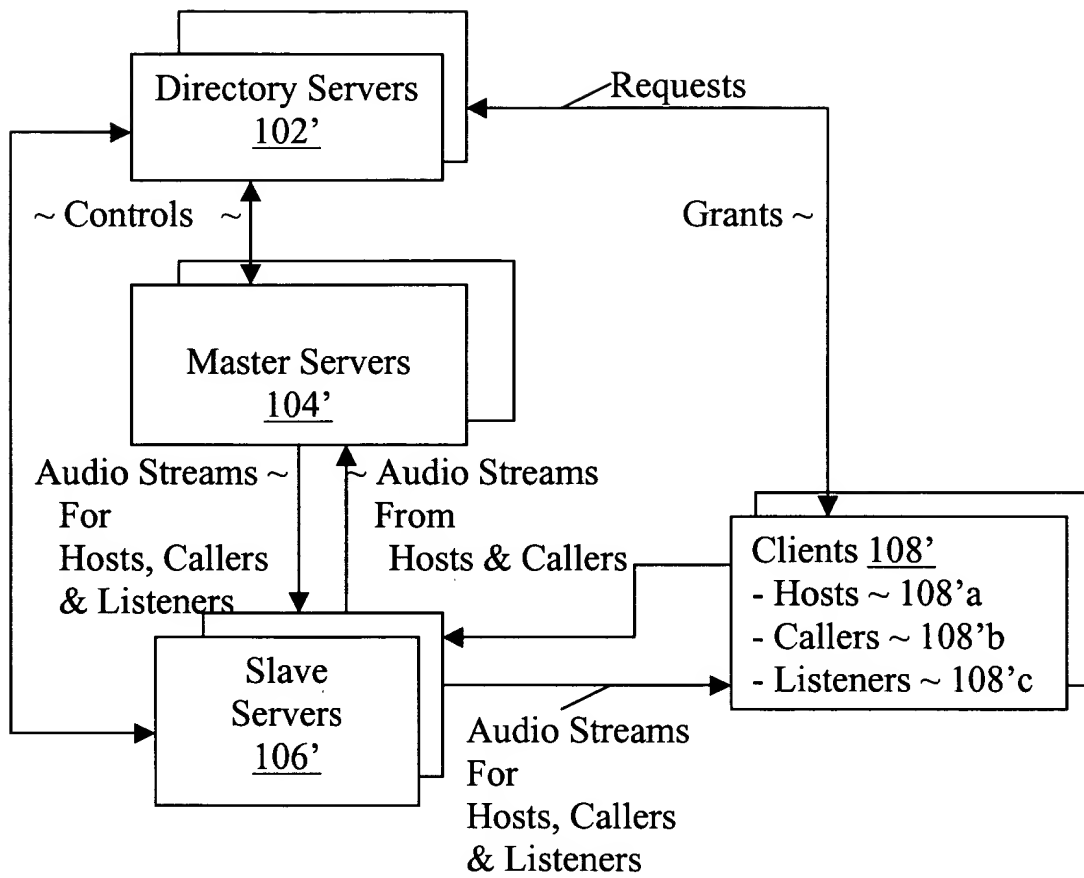 Directory Servers
102’
Requests
~ Controls ~
Grants ~
Master Servers
104’
Audio Streams ~
For
Hosts, Callers
& Listeners
~ Audio Streams
From
Hosts & Callers
Clients 108'
- Hosts ~ 108’a
- Callers ~ 108’b
- Listeners ~ 108’c
Slave
Servers
106’
Audio Streams
For
Hosts, Callers
& Listeners